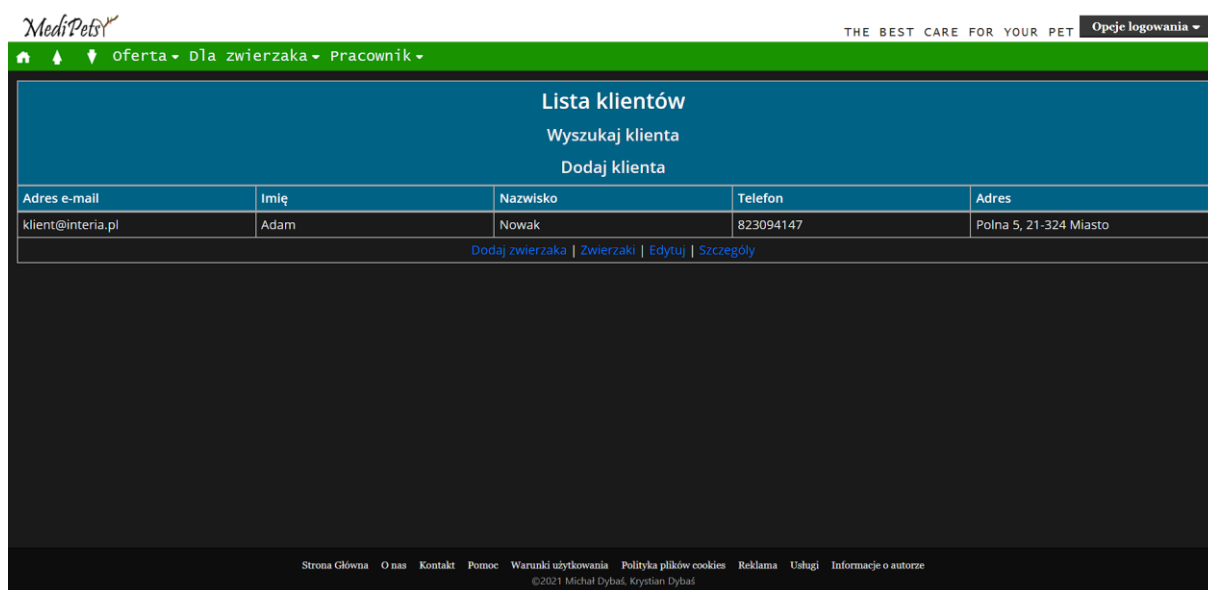 MediPets
THE BEST CARE FOR YOUR PET Opcje logowania
Oferta Dla zwierzaka Pracownik
Lista klientów
Wyszukaj klienta
Dodaj klienta
Adres e-mail Imię Nazwisko Telefon Adres
klient@interia.pl Adam Nowak 823094147 Polna 5, 21-324 Miasto
Dodaj zwierzaka | Zwierzaki | Edytuj | Szczególy
Strona Główna O nas Kontakt Pomoc Warunki użytkowania Polityka plików cookies Reklama Usługi Informacje o autorze
©2021 Michał Dybaś, Krystian Dybaś